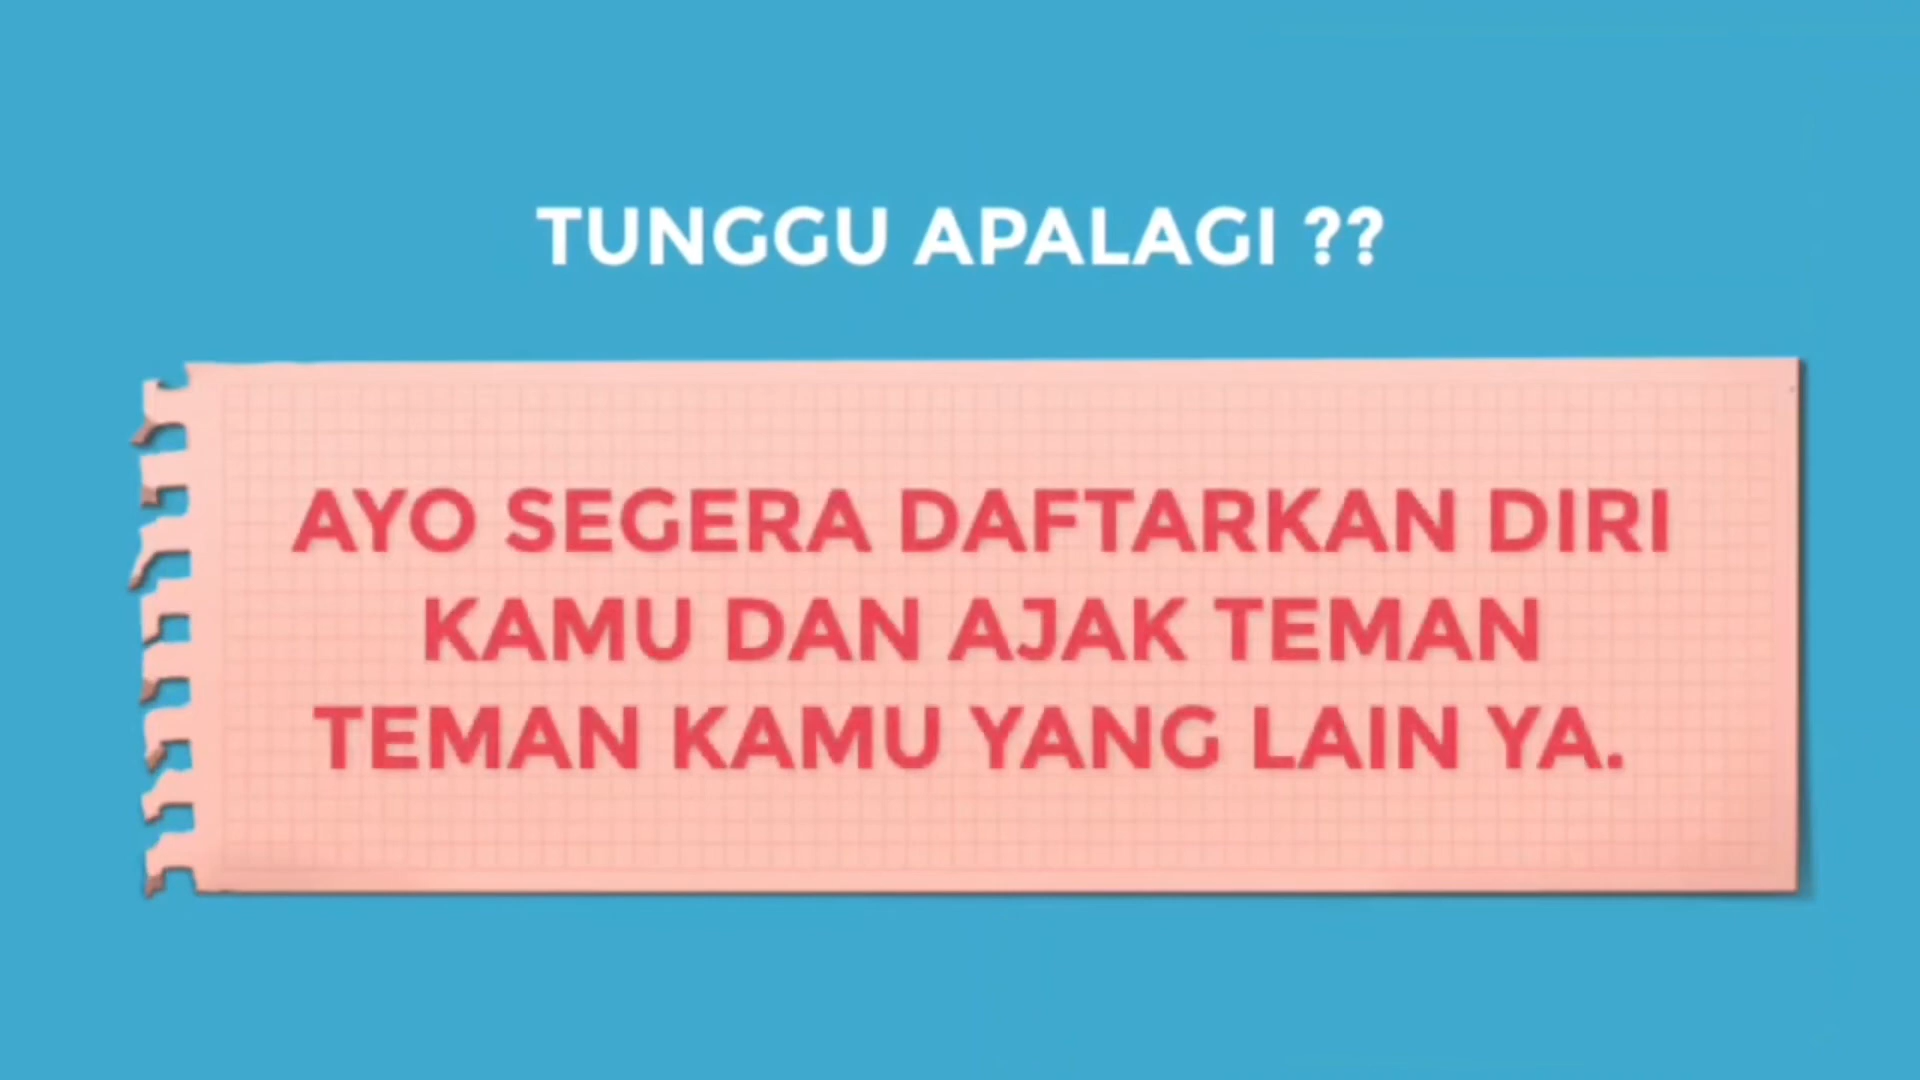 TUNGGU APALAGI ??
AYO SEGERA DAFTARKAN DIRI
KAMU DAN AJAK TEMAN
TEMAN KAMU YANG LAIN YA.